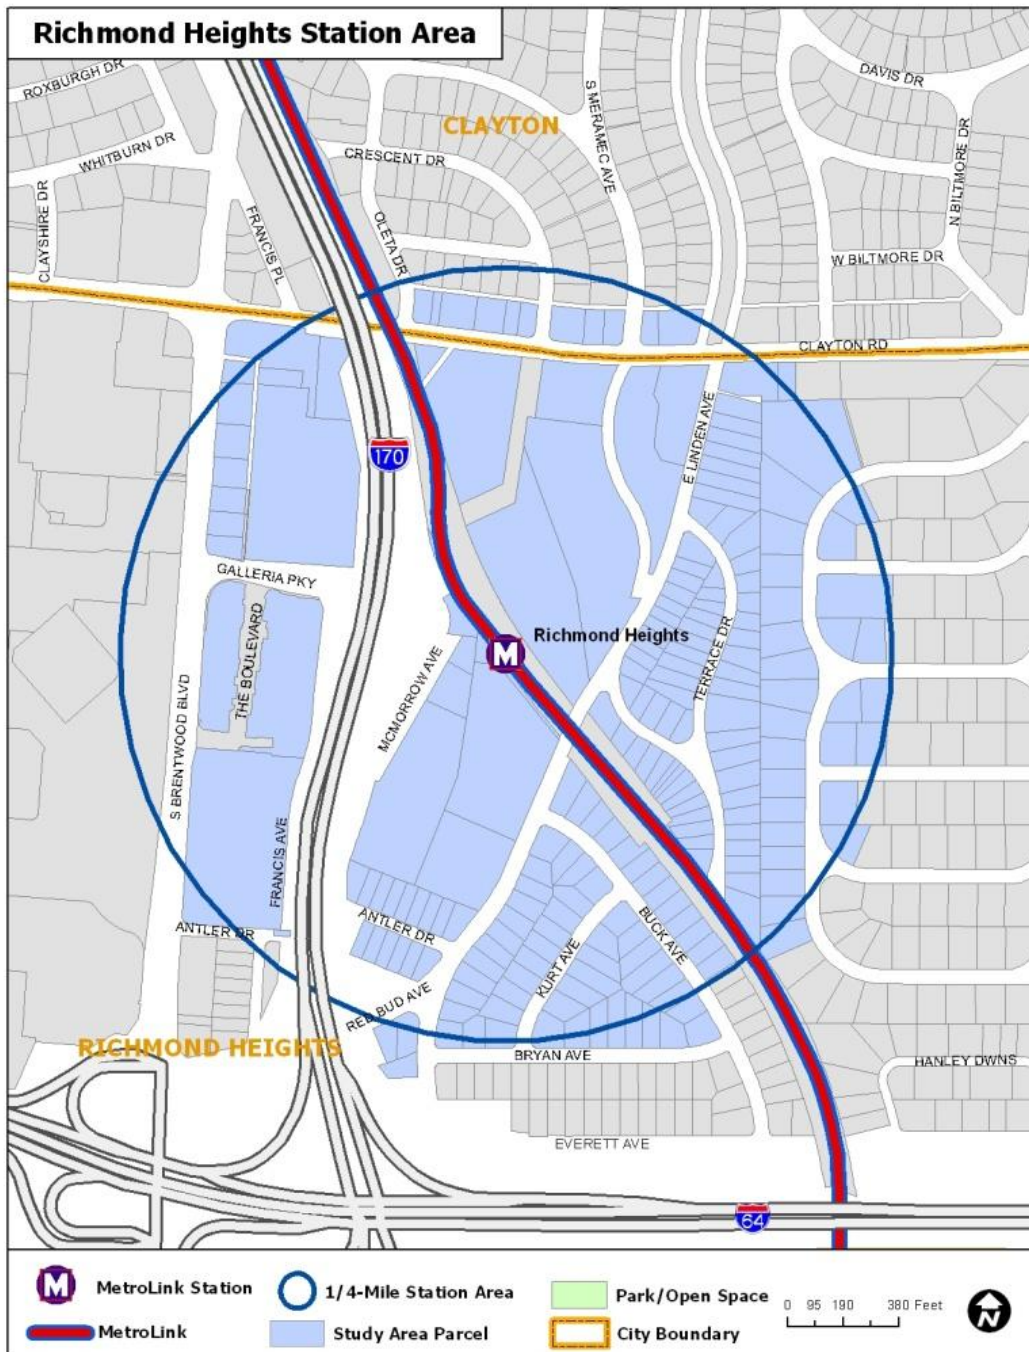 Richmond Heights Station Area
ROXBURGH DR
WHITBURN DR
CLAYSHIRE DR
FRANCIS PL
CLAYTON
CRESCENT DR
OLETA DR
S MERAMEC AVE
DAVIS DR
N BILTMORE DR
W BILTMORE DR
CLAYTON RD
170
E LINDEN AVE
GALLERIA PKY
THE BOULEVARD
S BRENTWOOD BLVD
MCMORROW AVE
M
Richmond Heights
TERRACE DR
FRANCIS AVE
ANTLER DR
ANTLER DR
BUCK AVE
KURT AVE
RED BUD AVE
RICHMOND HEIGHTS
BRYAN AVE
HANLEY DWNS
EVERETT AVE
64
M MetroLink Station
1/4-Mile Station Area
Park/Open Space
0 95 190 380 Feet
N
MetroLink
Study Area Parcel
City Boundary